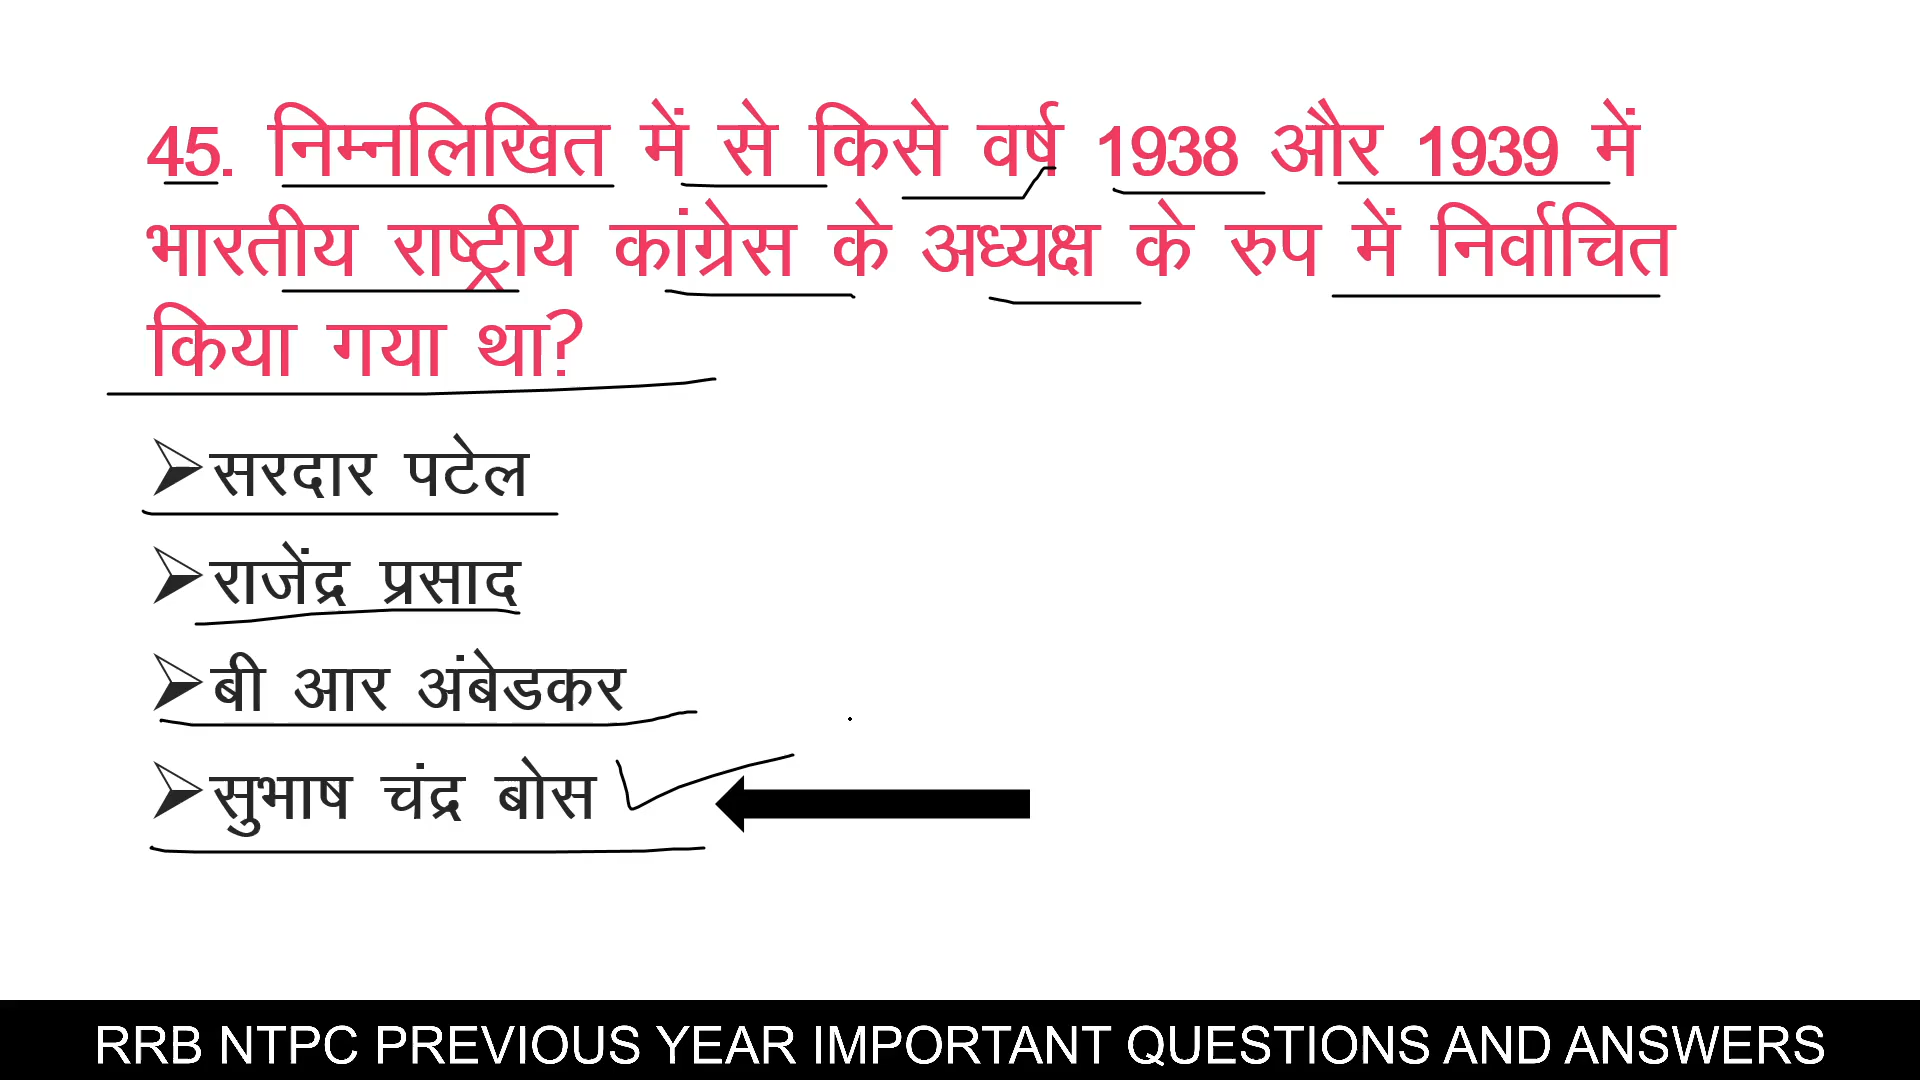 45. निम्नलिखित में से किसे वर्ष 1938 और 1939 में
भारतीय राष्ट्रीय कांग्रेस के अध्यक्ष के रुप में निर्वाचित
किया गया था?
सरदार पटेल
राजेंद्र प्रसाद
बी आर अंबेडकर
सुभाष चंद्र बोस
RRB NTPC PREVIOUS YEAR IMPORTANT QUESTIONS AND ANSWERS